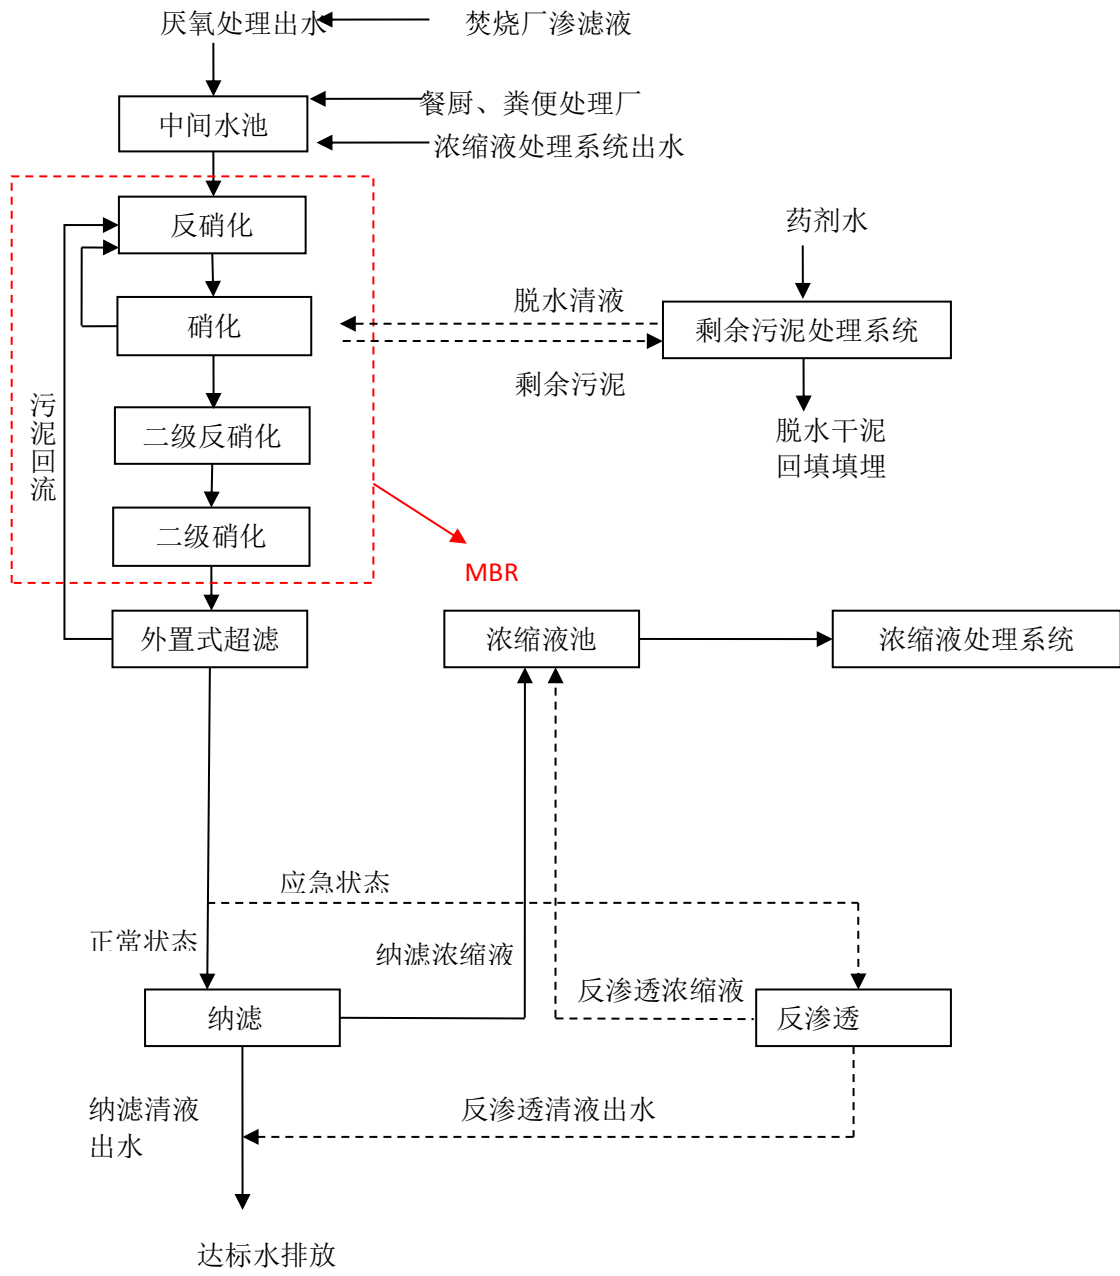 厌氧处理出水
焚烧厂渗滤液
餐厨、粪便处理厂
中间水池
浓缩液处理系统出水
反硝化
药剂水
脱水清液
硝化
剩余污泥处理系统
剩余污泥
污泥回流
二级反硝化
脱水干泥
回填填埋
二级硝化
MBR
外置式超滤
浓缩液池
浓缩液处理系统
应急状态
正常状态
纳滤浓缩液
反渗透浓缩液
纳滤
反渗透
纳滤清液
出水
反渗透清液出水
达标水排放